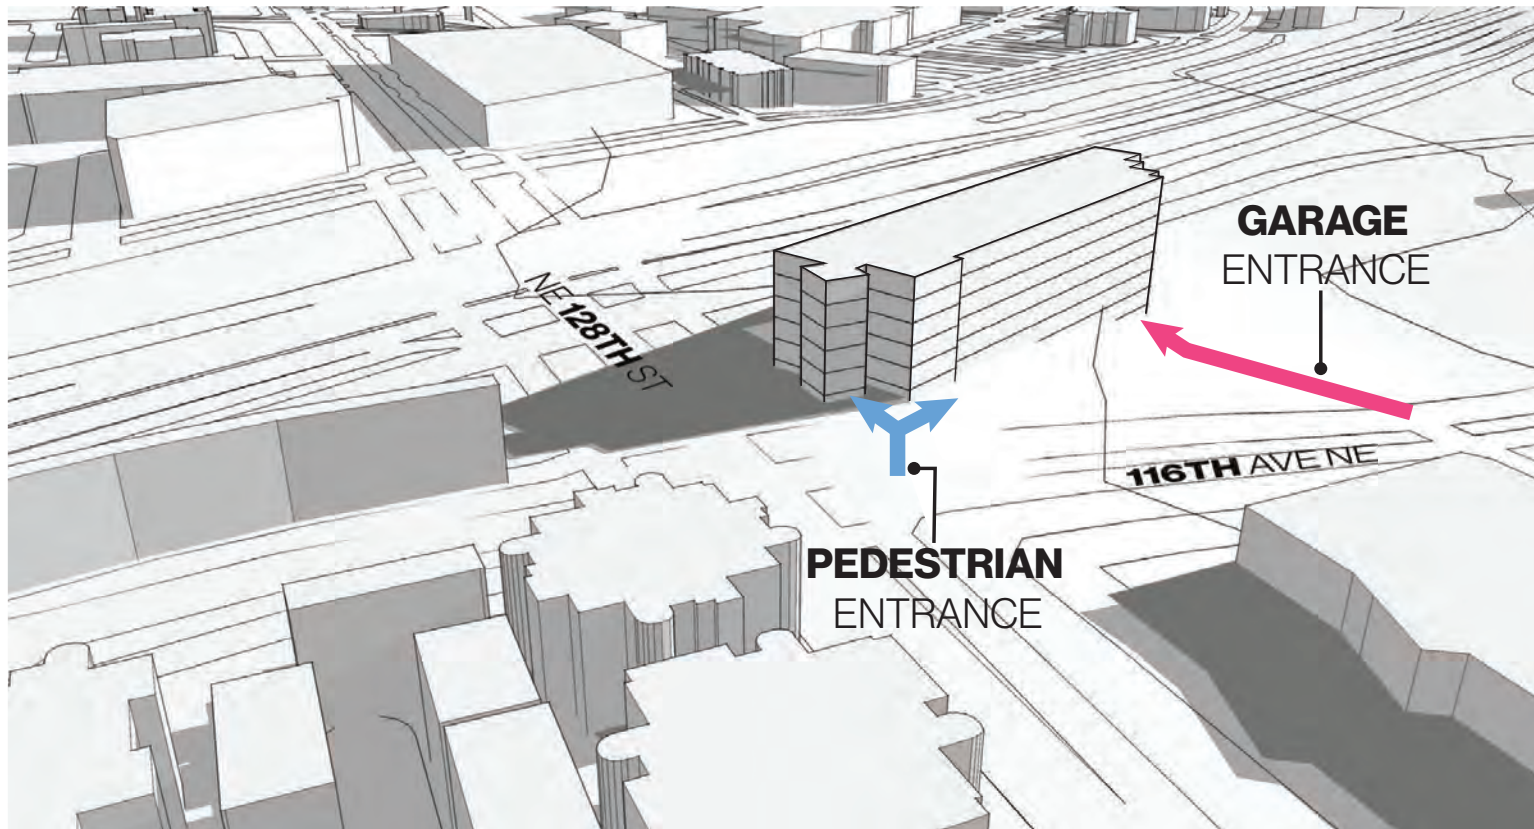 GARAGE
ENTRANCE
NE 128TH ST
116TH AVE NE
PEDESTRIAN
ENTRANCE